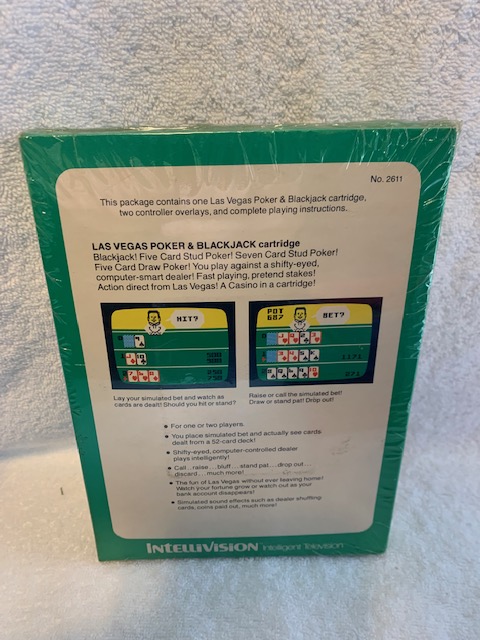 No. 2611
This package contains one Las Vegas Poker & Blackjack cartridge,
two controller overlays, and complete playing instructions.
LAS VEGAS POKER & BLACKJACK cartridge
Blackjack! Five Card Stud Poker! Seven Card Stud Poker!
Five Card Draw Poker! You play against a shifty-eyed,
computer-smart dealer! Fast playing, pretend stakes!
Action direct from Las Vegas! A Casino in a cartridge!
HIT?
POT
687
BET?
1171
271
Lay your simulated bet and watch as
cards are dealt! Should you hit or stand?
Raise or call the simulated bet!
Draw or stand pat! Drop out!
• For one or two players.
• You place simulated bet and actually see cards
dealt from a 52-card deck!
• Shifty-eyed, computer-controlled dealer
plays intelligently!
• Call...raise...bluff...stand pat...drop out...
discard...much more!
• The fun of Las Vegas without ever leaving home!
Watch your fortune grow or watch out as your
bank account disappears!
• Simulated sound effects such as dealer shuffling
cards, coins paid out, much more!
INTELLIVISION Intelligent Television